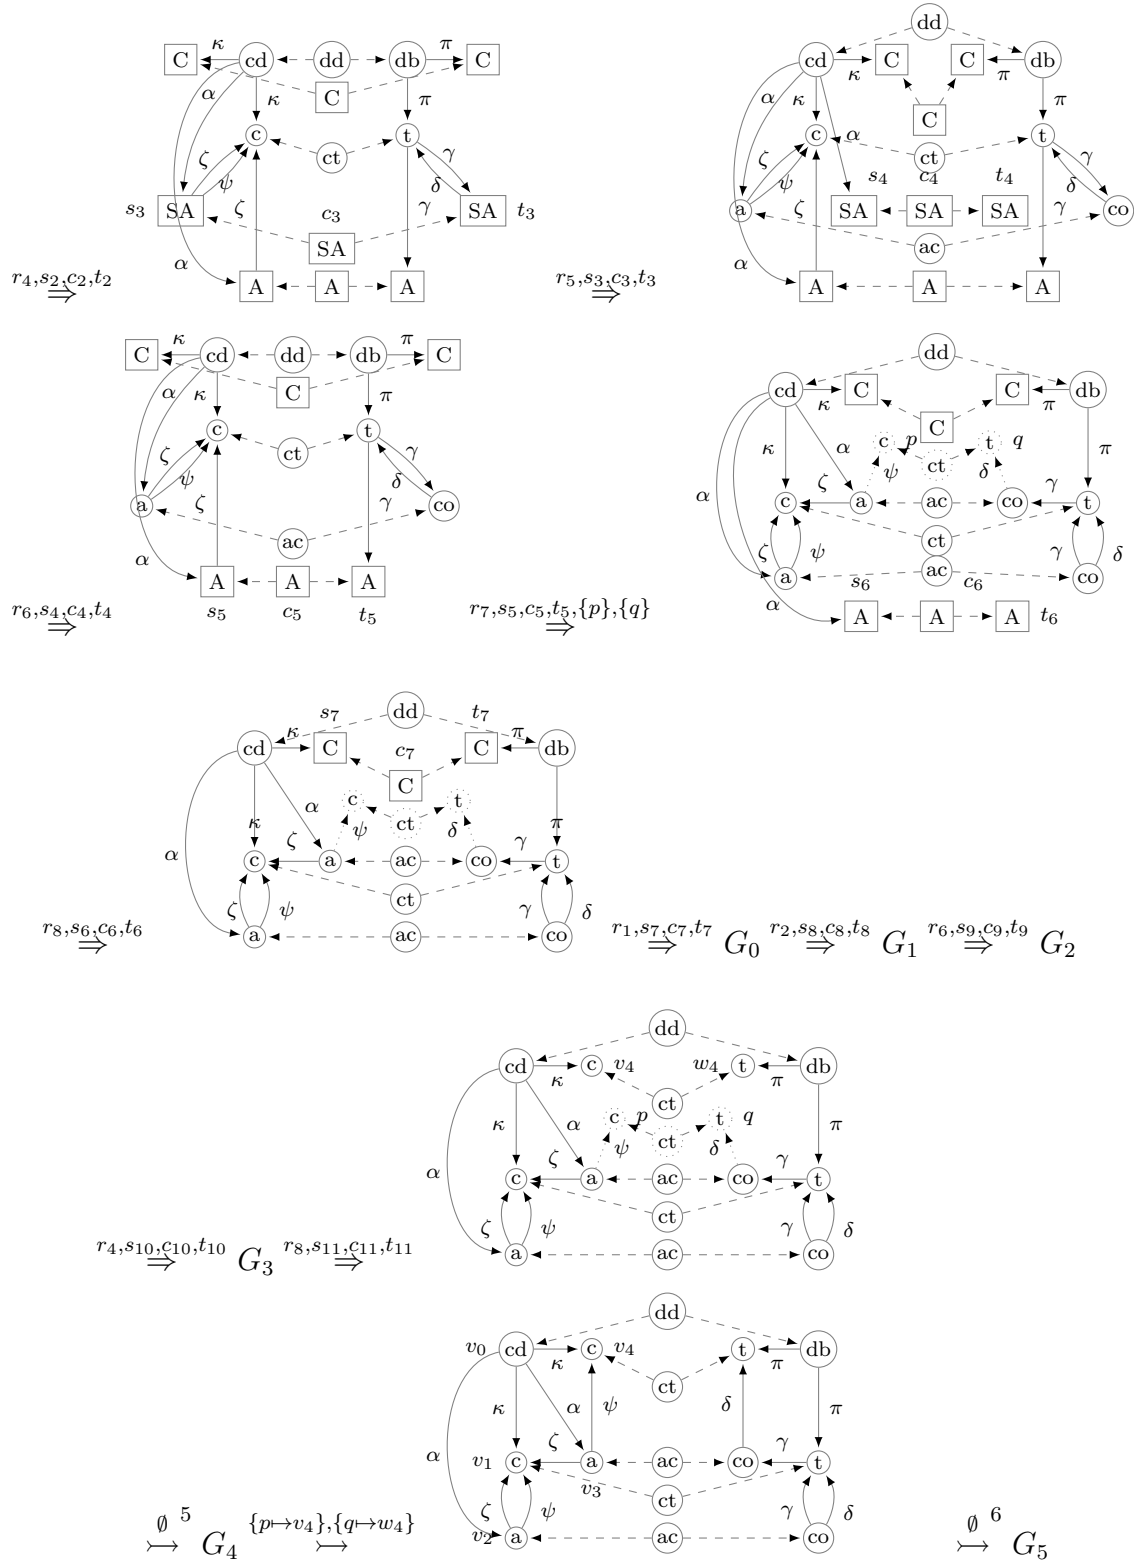 dd
C κ cd dd db π C cd C C db
α C κ π α κ κ C π π
c ct t c α ct t
ζ ψ δ γ ζ ψ s₄ c₄ t₄ δ γ
s₃ SA ζ c₃ γ SA t₃ a ζ SA SA SA γ co
SA ac
α A A A α A A A
r₄,s₂,c₂,t₂ ⇒ r₅,s₃,c₃,t₃ ⇒
C κ cd dd db π C dd
α κ C π cd κ C C π db
c ct t κ α c p C t q π
ζ ψ δ γ ψ ct δ
a ζ γ co α c ζ a ac co γ t
ac ζ ψ ct γ δ
α A A A a s₆ ac c₆ co
r₆,s₄,c₄,t₄ ⇒ s₅ c₅ t₅ r₇,s₅,c₅,t₅,{p},{q} ⇒ α A A A t₆
s₇ dd t₇
cd κ C c₇ C π db
C
α κ α c ct t π
ζ ψ δ γ
c a ac co t
ζ ψ ct γ δ
r₈,s₆,c₆,t₆ ⇒ a ac co r₁,s₇,c₇,t₇ ⇒ G₀ r₂,s₈,c₈,t₈ ⇒ G₁ r₆,s₉,c₉,t₉ ⇒ G₂
dd
cd κ c v₄ w₄ t π db
ct
κ α c p ct t q π
α ζ ψ δ γ
c a ac co t
ζ ψ ct γ δ
r₄,s₁₀,c₁₀,t₁₀ ⇒ G₃ r₈,s₁₁,c₁₁,t₁₁ ⇒ a ac co
dd
v₀ cd κ c v₄ t π db
ct
κ α ψ δ π
α v₁ c ζ a ac co γ t
v₃ ct
ζ ψ γ δ
∅ ⁵ ↣ G₄ {p↦v₄},{q↦w₄} ↣ v₂ a ac co ∅ ⁶ ↣ G₅